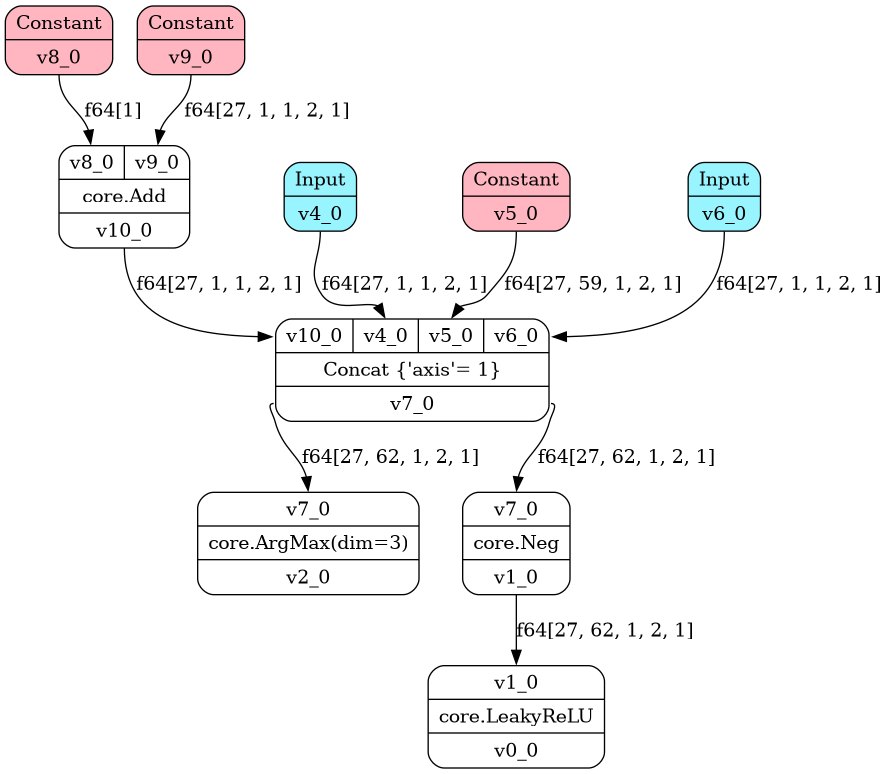 Constant
v8_0
Constant
v9_0
f64[1]
f64[27, 1, 1, 2, 1]
v8_0
v9_0
core.Add
v10_0
Input
v4_0
Constant
v5_0
Input
v6_0
f64[27, 1, 1, 2, 1]
f64[27, 1, 1, 2, 1]
f64[27, 59, 1, 2, 1]
f64[27, 1, 1, 2, 1]
v10_0
v4_0
v5_0
v6_0
Concat {'axis'= 1}
v7_0
f64[27, 62, 1, 2, 1]
f64[27, 62, 1, 2, 1]
v7_0
core.ArgMax(dim=3)
v2_0
v7_0
core.Neg
v1_0
f64[27, 62, 1, 2, 1]
v1_0
core.LeakyReLU
v0_0